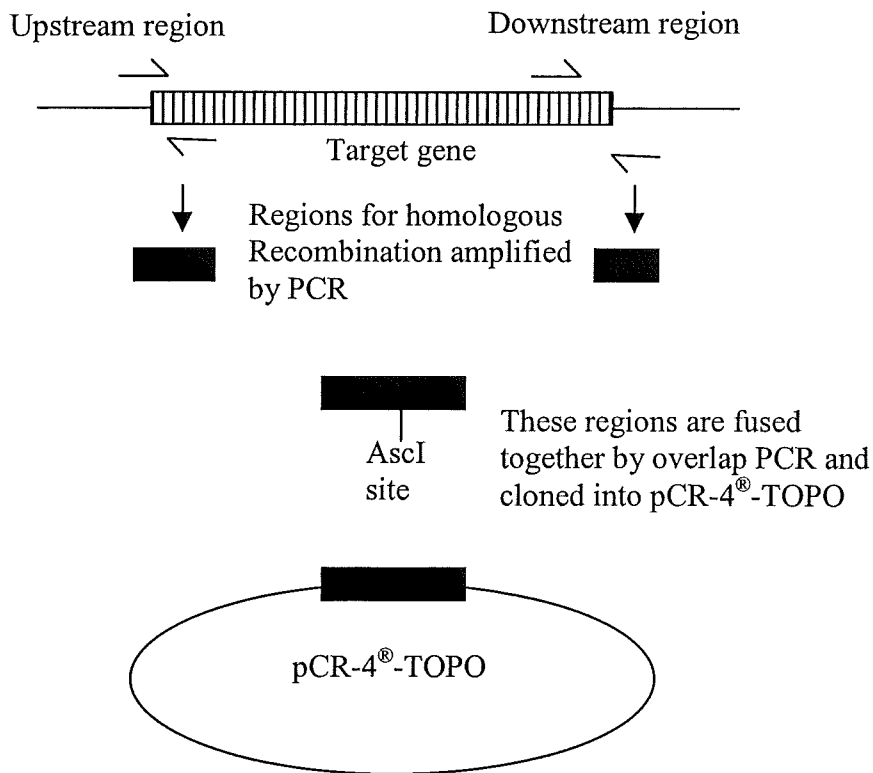 Upstream region
Downstream region
Target gene
Regions for homologous
Recombination amplified
by PCR
AscI
site
These regions are fused
together by overlap PCR and
cloned into pCR-4®-TOPO
pCR-4®-TOPO